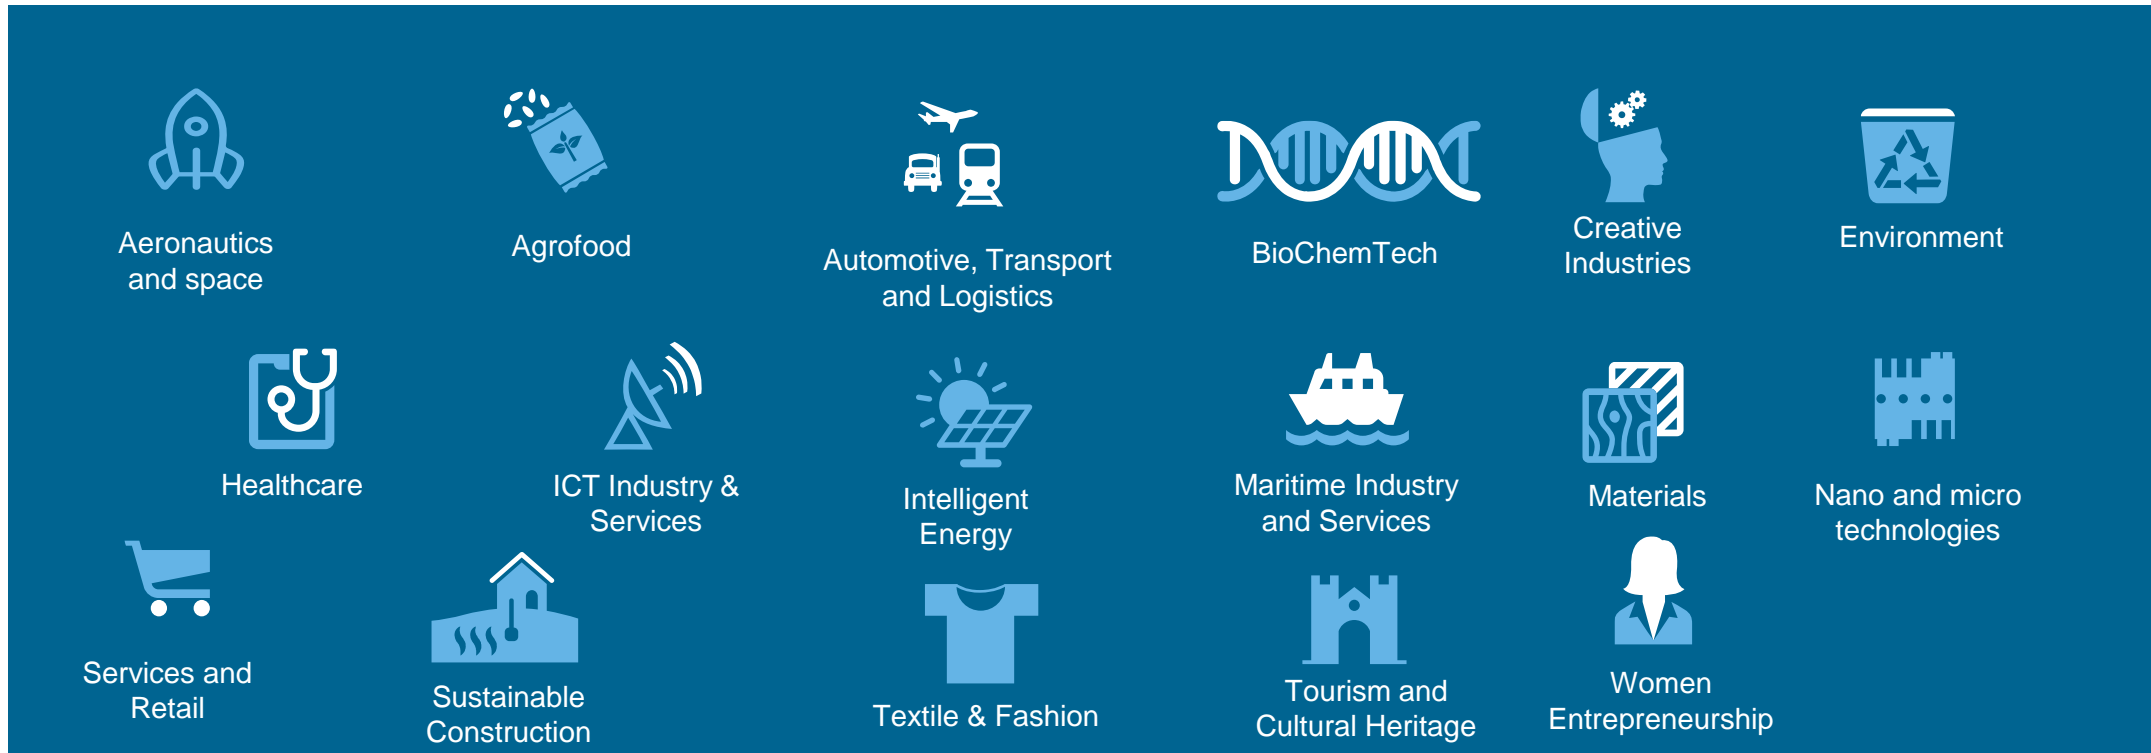 Aeronautics
and space
Agrofood
Automotive, Transport
and Logistics
BioChemTech
Creative
Industries
Environment
Healthcare
ICT Industry &
Services
Intelligent
Energy
Maritime Industry
and Services
Materials
Nano and micro
technologies
Services and
Retail
Sustainable
Construction
Textile & Fashion
Tourism and
Cultural Heritage
Women
Entrepreneurship